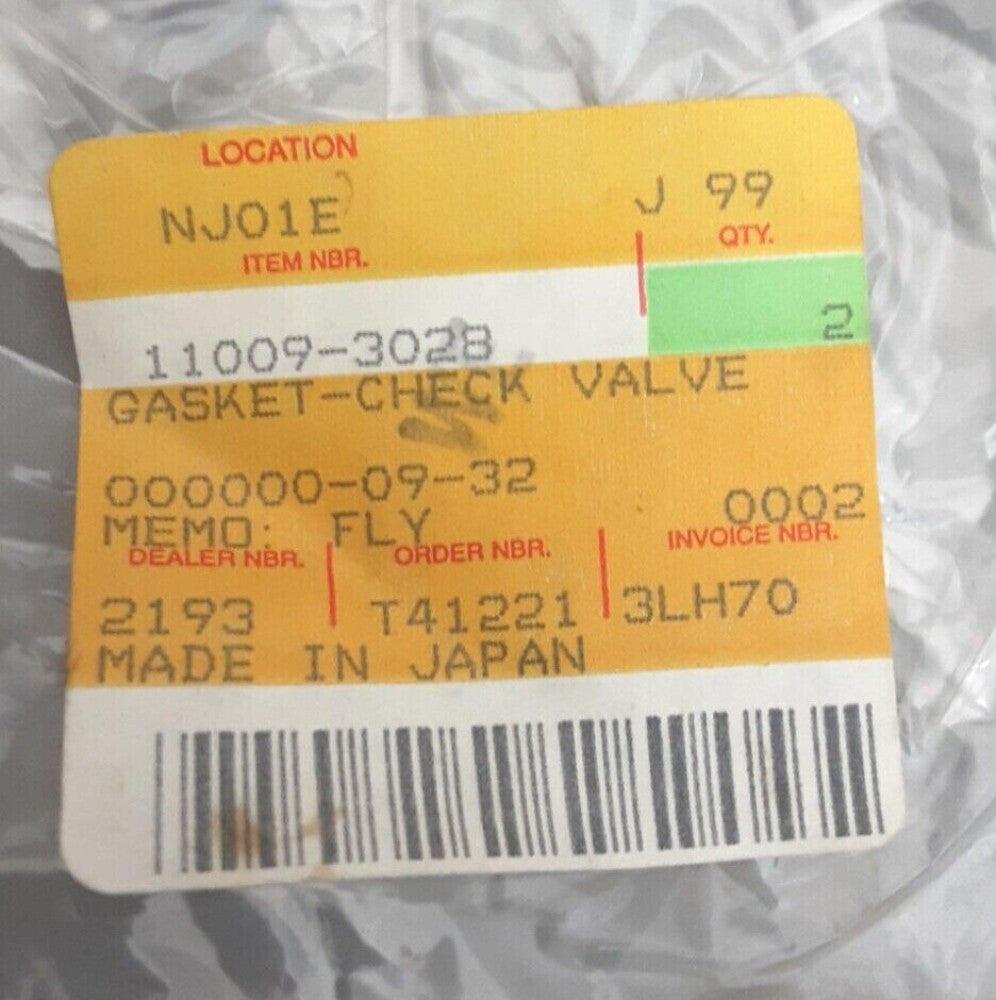 LOCATION
NJ01E J 99
ITEM NBR. QTY.
11009-3028 2
GASKET-CHECK VALVE
000000-09-32 0002
MEMO: FLY
DEALER NBR. ORDER NBR. INVOICE NBR.
2193 T41221 3LH70
MADE IN JAPAN